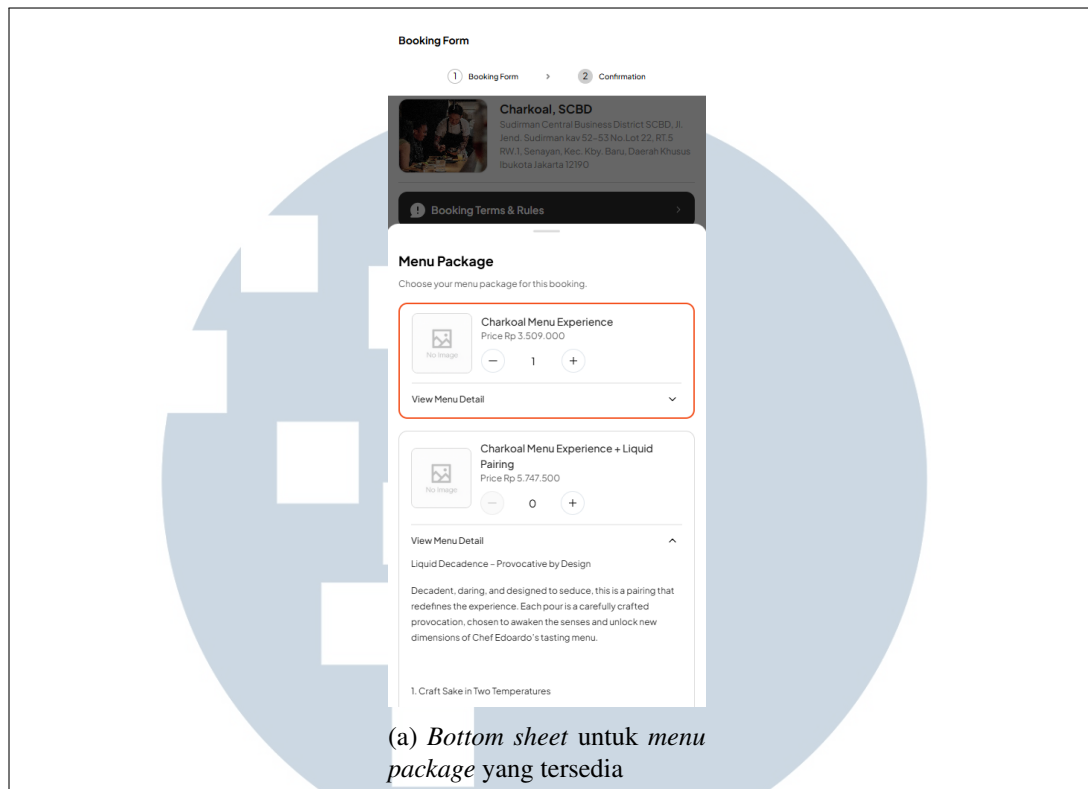 Booking Form
1 Booking Form > 2 Confirmation
Charkoal, SCBD
Sudirman Central Business District SCBD, Jl.
Jend. Sudirman kav 52-53 No.Lot 22, RT.5
RW.1, Senayan, Kec. Kby. Baru, Daerah Khusus
Ibukota Jakarta 12190
Booking Terms & Rules
Menu Package
Choose your menu package for this booking.
Charkoal Menu Experience
Price Rp 3.509.000
No Image
1
View Menu Detail
Charkoal Menu Experience + Liquid
Pairing
Price Rp 5.747.500
No Image
0
View Menu Detail
Liquid Decadence – Provocative by Design
Decadent, daring, and designed to seduce, this is a pairing that
redefines the experience. Each pour is a carefully crafted
provocation, chosen to awaken the senses and unlock new
dimensions of Chef Edoardo's tasting menu.
1. Craft Sake in Two Temperatures
(a) Bottom sheet untuk menu
package yang tersedia